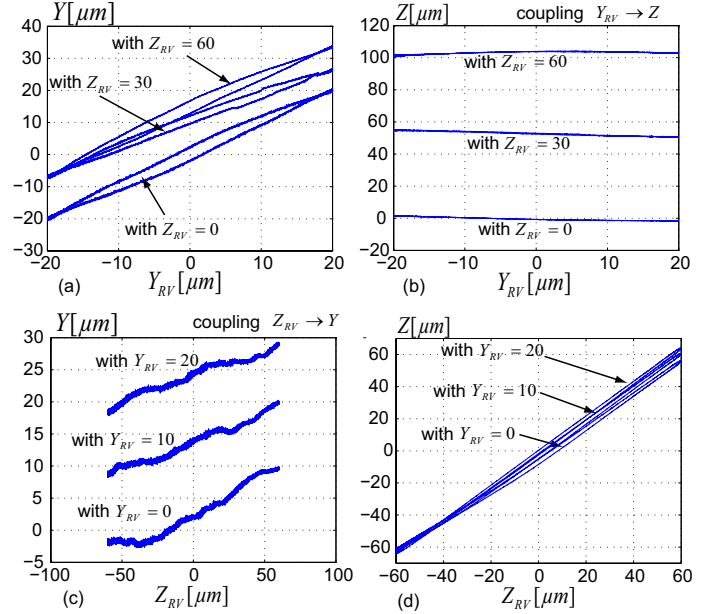 Y[μm]
40
30
20
10
0
−10
−20
30
with Z_RV = 60
with Z_RV = 30
with Z_RV = 0
−20 −10 0 10 20
(a) Y_RV[μm]
Z[μm] coupling Y_RV → Z
120
100
80
60
40
20
0
−20
with Z_RV = 60
with Z_RV = 30
with Z_RV = 0
−20 −10 0 10 20
(b) Y_RV[μm]
Y[μm] coupling Z_RV → Y
30
25
20
15
10
5
0
−5
with Y_RV = 20
with Y_RV = 10
with Y_RV = 0
−100 −50 0 50 100
(c) Z_RV[μm]
Z[μm]
60
40
20
0
−20
−40
−60
with Y_RV = 20
with Y_RV = 10
with Y_RV = 0
−60 −40 −20 0 20 40 60
(d) Z_RV[μm]